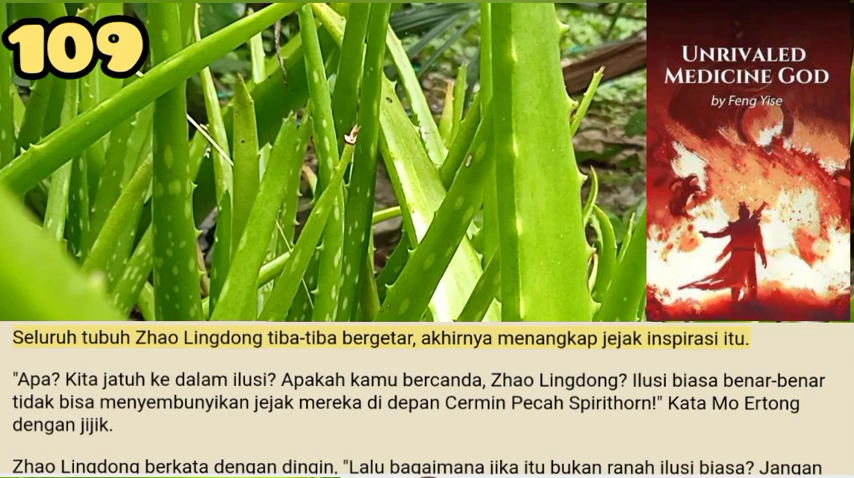 109
UNRIVALED
MEDICINE GOD
by Feng Yise
Seluruh tubuh Zhao Lingdong tiba-tiba bergetar, akhirnya menangkap jejak inspirasi itu.
"Apa? Kita jatuh ke dalam ilusi? Apakah kamu bercanda, Zhao Lingdong? Ilusi biasa benar-benar
tidak bisa menyembunyikan jejak mereka di depan Cermin Pecah Spirithorn!" Kata Mo Ertong
dengan jijik.
Zhao Lingdong berkata dengan dingin, "Lalu bagaimana jika itu bukan ranah ilusi biasa? Jangan